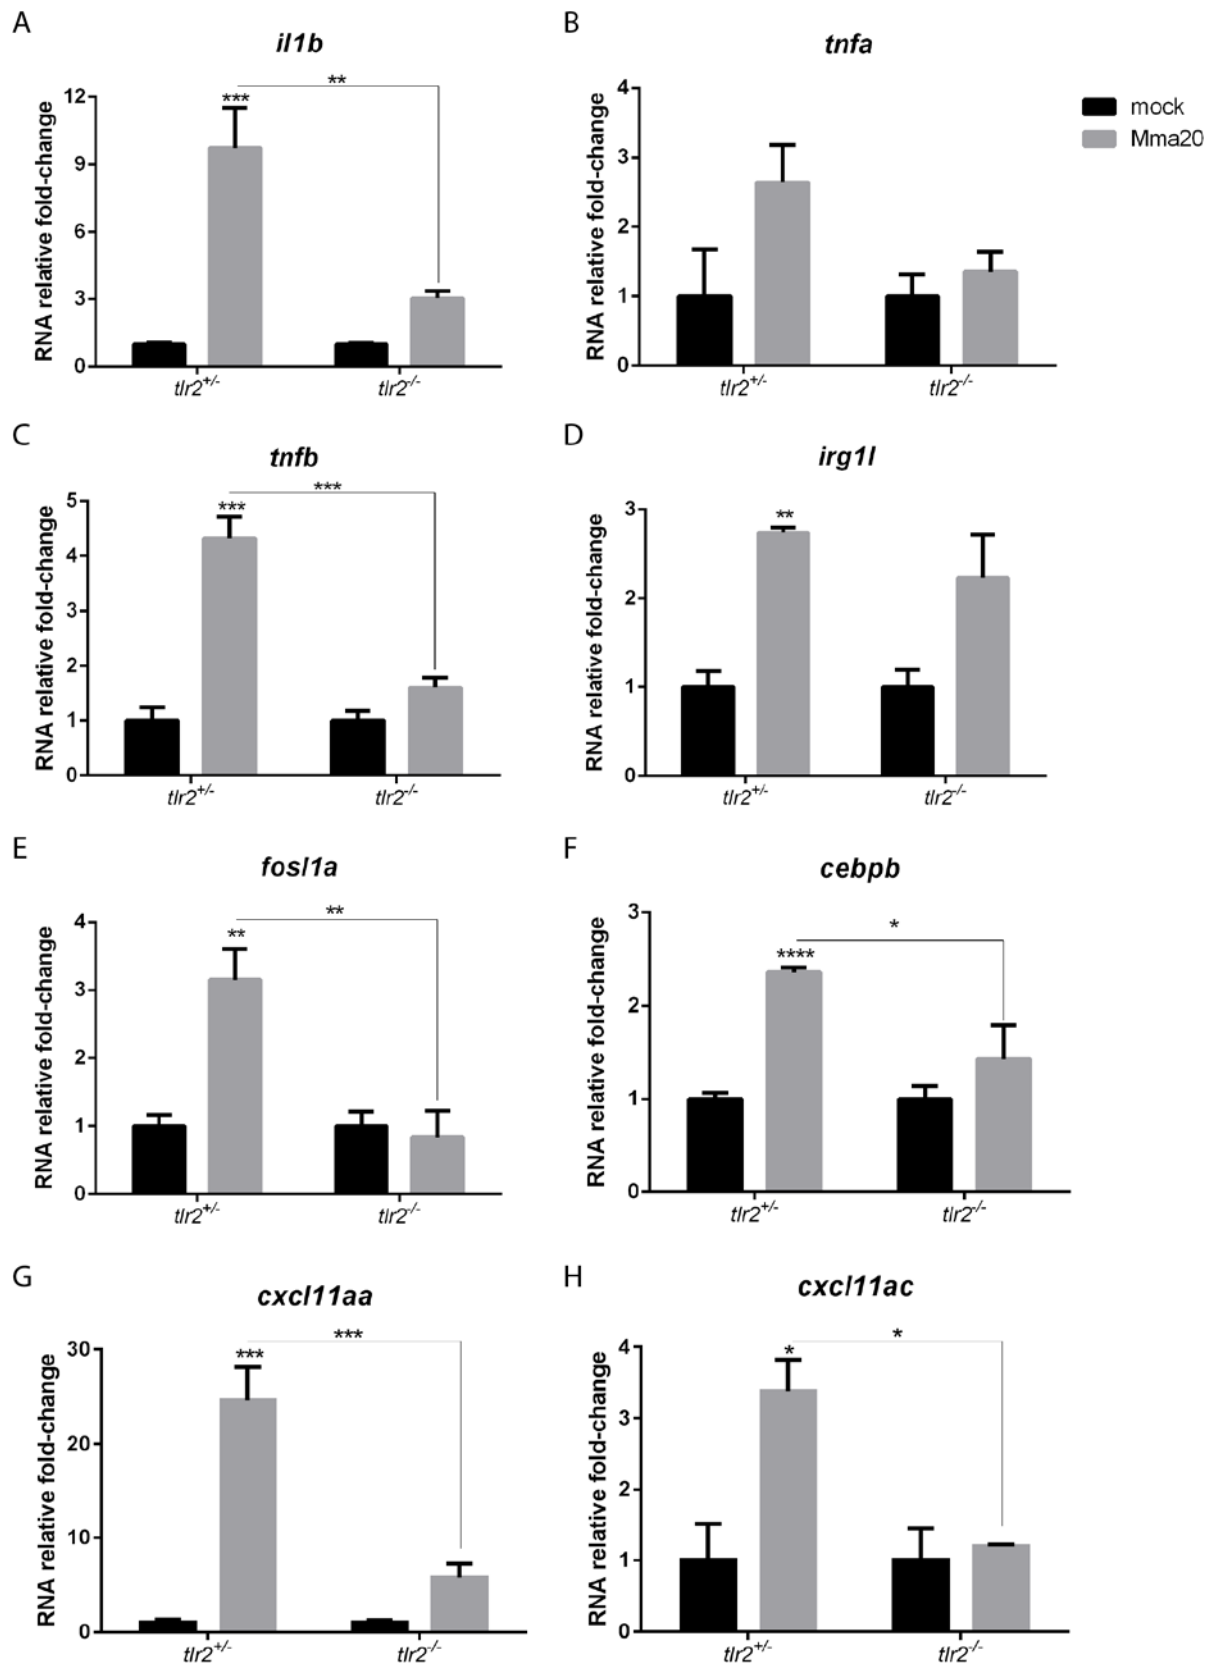 A
il1b
RNA relative fold-change
12
9
6
3
0
***
**
tlr2+/-
tlr2-/-
B
tnfa
RNA relative fold-change
4
3
2
1
0
tlr2+/-
tlr2-/-
mock
Mma20
C
tnfb
RNA relative fold-change
5
4
3
2
1
0
***
***
tlr2+/-
tlr2-/-
D
irg1l
RNA relative fold-change
3
2
1
0
**
tlr2+/-
tlr2-/-
E
fosl1a
RNA relative fold-change
4
3
2
1
0
**
**
tlr2+/-
tlr2-/-
F
cebpb
RNA relative fold-change
3
2
1
0
****
*
tlr2+/-
tlr2-/-
G
cxcl11aa
RNA relative fold-change
30
20
10
0
***
***
tlr2+/-
tlr2-/-
H
cxcl11ac
RNA relative fold-change
4
3
2
1
0
*
*
tlr2+/-
tlr2-/-